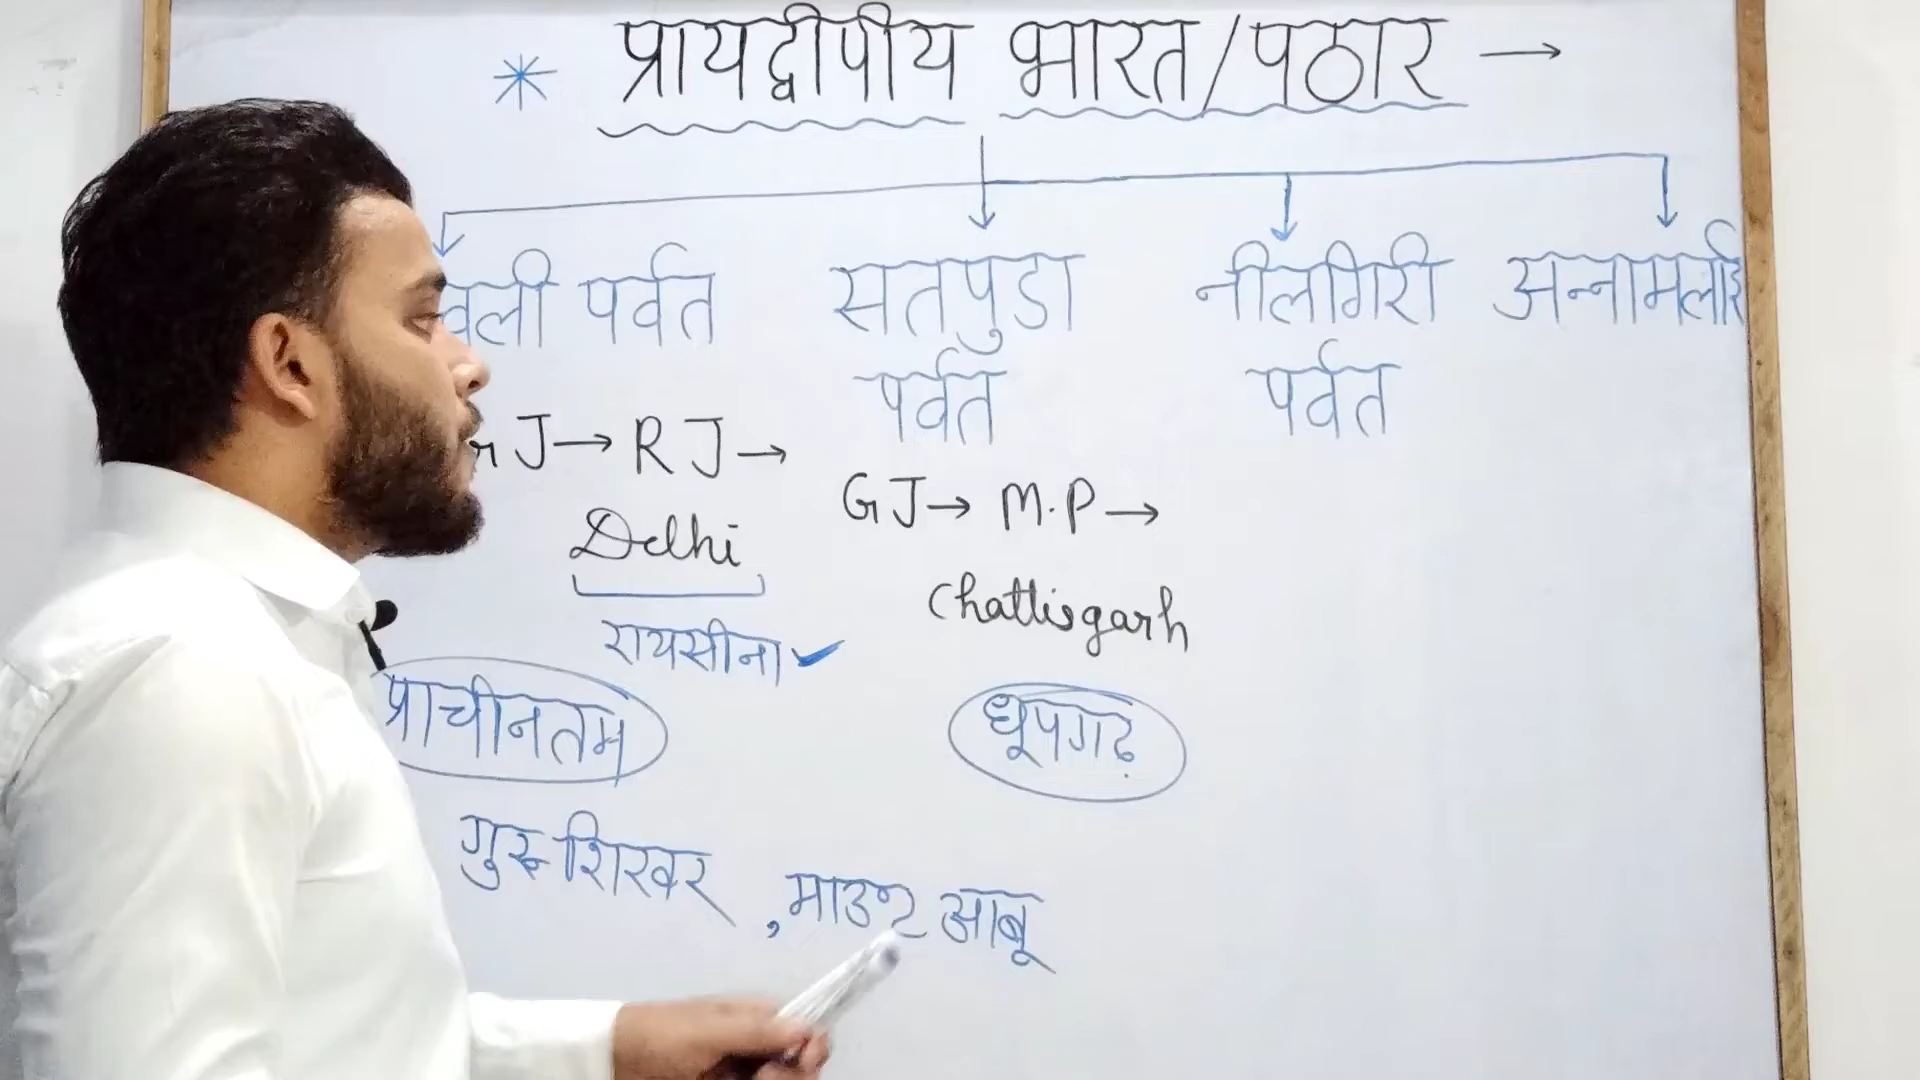 * प्रायद्वीपीय भारत/पठार →
वली पर्वत
सतपुडा पर्वत
नीलगिरी पर्वत
अन्नामलाई
J → RJ →
Delhi
रायसीना ✓
प्राचीनतम
गुरु शिखर, माउण्ट आबू
GJ → M.P →
Chattisgarh
धूपगढ़